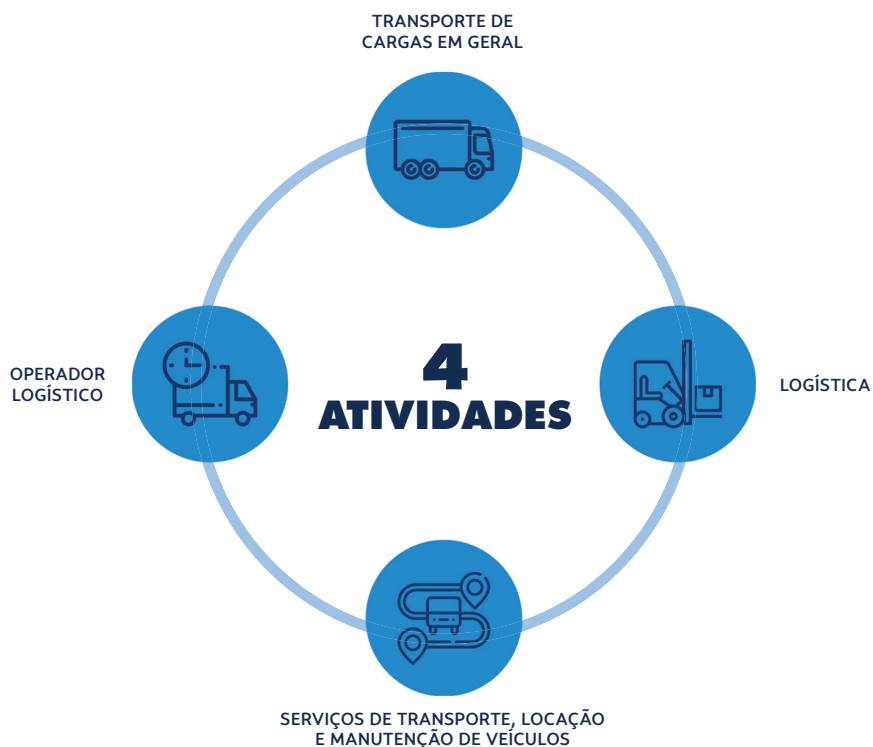 TRANSPORTE DE
CARGAS EM GERAL
OPERADOR
LOGÍSTICO
4
ATIVIDADES
LOGÍSTICA
SERVIÇOS DE TRANSPORTE, LOCAÇÃO
E MANUTENÇÃO DE VEÍCULOS